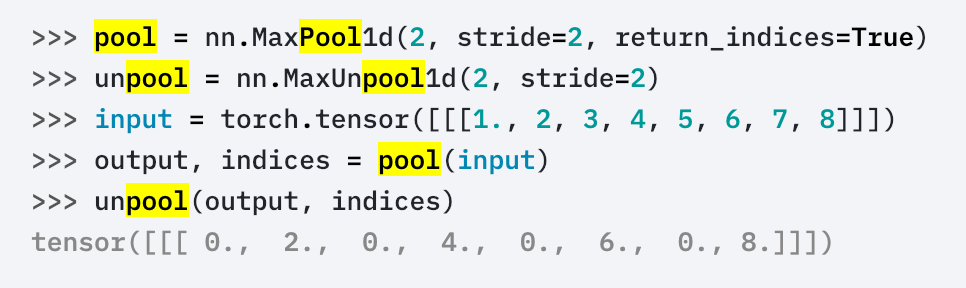 >>> pool = nn.MaxPool1d(2, stride=2, return_indices=True)
>>> unpool = nn.MaxUnpool1d(2, stride=2)
>>> input = torch.tensor([[[1., 2, 3, 4, 5, 6, 7, 8]]])
>>> output, indices = pool(input)
>>> unpool(output, indices)
tensor([[[ 0.,  2.,  0.,  4.,  0.,  6.,  0., 8.]]])